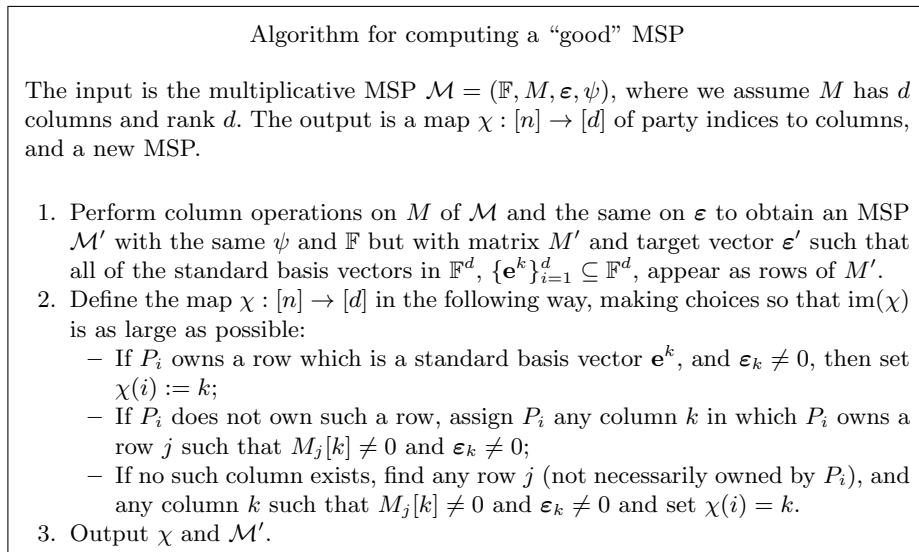 Algorithm for computing a “good” MSP
The input is the multiplicative MSP ℳ = (𝔽, M, ε, ψ), where we assume M has d
columns and rank d. The output is a map χ : [n] → [d] of party indices to columns,
and a new MSP.
1. Perform column operations on M of ℳ and the same on ε to obtain an MSP
ℳ′ with the same ψ and 𝔽 but with matrix M′ and target vector ε′ such that
all of the standard basis vectors in 𝔽^d, {e^k}_{i=1}^d ⊆ 𝔽^d, appear as rows of M′.
2. Define the map χ : [n] → [d] in the following way, making choices so that im(χ)
is as large as possible:
– If P_i owns a row which is a standard basis vector e^k, and ε_k ≠ 0, then set
χ(i) := k;
– If P_i does not own such a row, assign P_i any column k in which P_i owns a
row j such that M_j[k] ≠ 0 and ε_k ≠ 0;
– If no such column exists, find any row j (not necessarily owned by P_i), and
any column k such that M_j[k] ≠ 0 and ε_k ≠ 0 and set χ(i) = k.
3. Output χ and ℳ′.